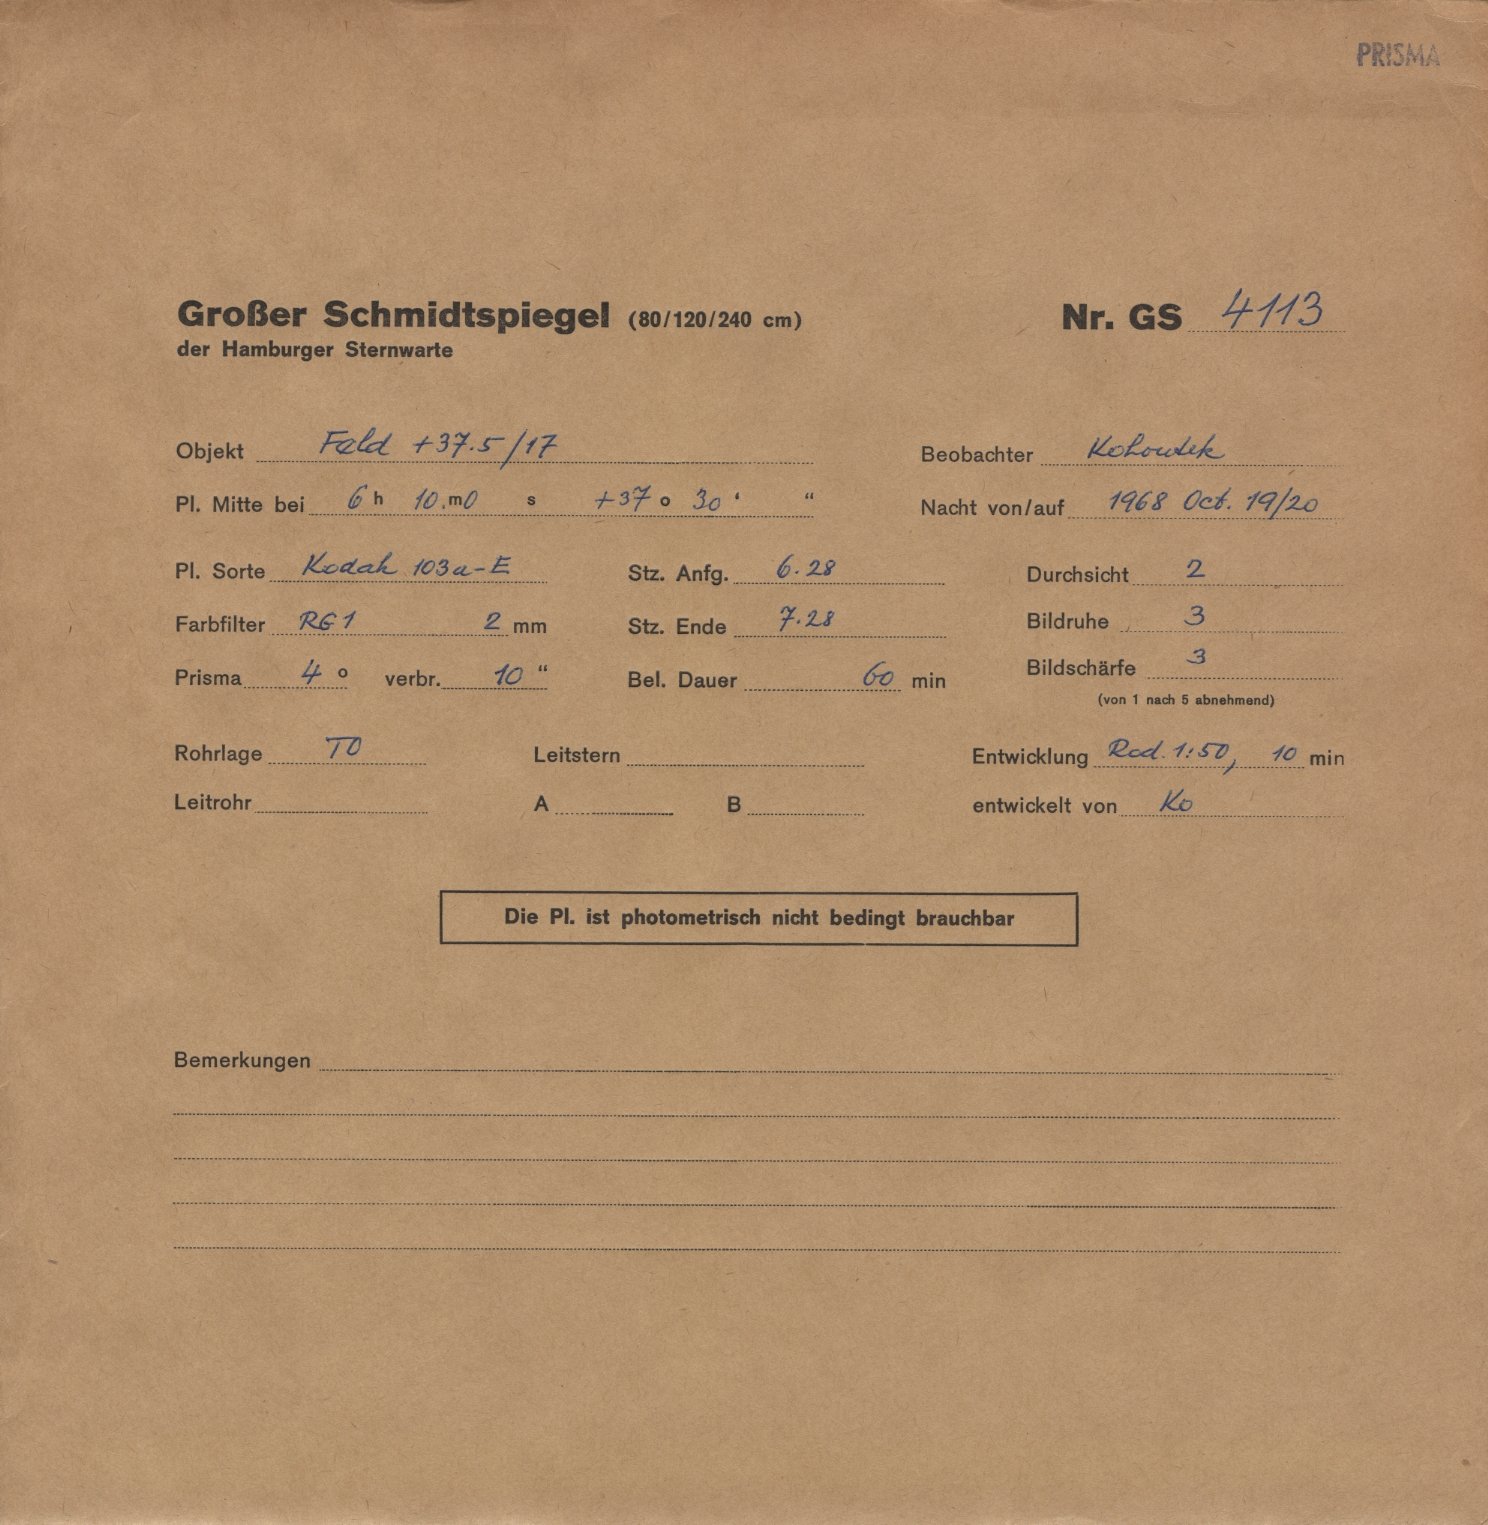 PRISMA
Großer Schmidtspiegel (80/120/240 cm) Nr. GS 4113
der Hamburger Sternwarte
Objekt Feld +37.5/17 Beobachter Kohoutek
Pl. Mitte bei 6 h 10. m 0 s +37 o 30 ‘ “ Nacht von/auf 1968 Oct. 19/20
Pl. Sorte Kodak 103a-E Stz. Anfg. 6.28 Durchsicht 2
Farbfilter RG1 2 mm Stz. Ende 7.28 Bildruhe 3
Prisma 4 o verbr. 10 “ Bel. Dauer 60 min Bildschärfe 3
(von 1 nach 5 abnehmend)
Rohrlage TO Leitstern Entwicklung Rod. 1:50, 10 min
Leitrohr A B entwickelt von Ko
Die Pl. ist photometrisch nicht bedingt brauchbar
Bemerkungen